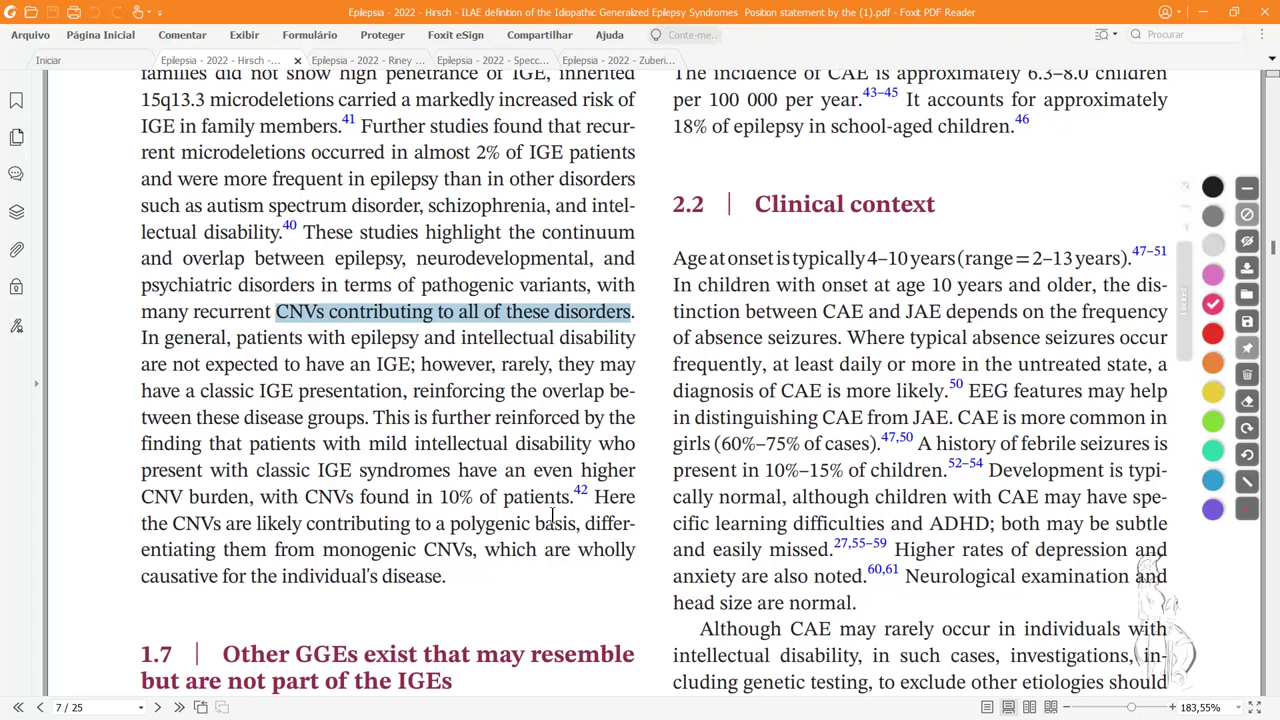 Epilepsia - 2022 - Hirsch - ILAE definition of the Idiopathic Generalized Epilepsy Syndromes Position statement by the (1).pdf - Foxit PDF Reader
Arquivo Página Inicial Comentar Exibir Formulário Proteger Foxit eSign Compartilhar Ajuda Conte-me... Procurar
Iniciar Epilepsia - 2022 - Hirsch -... Epilepsia - 2022 - Riney ... Epilepsia - 2022 - Specc... Epilepsia - 2022 - Zuberi...
families did not show high penetrance of IGE, inherited
15q13.3 microdeletions carried a markedly increased risk of
IGE in family members.41 Further studies found that recur-
rent microdeletions occurred in almost 2% of IGE patients
and were more frequent in epilepsy than in other disorders
such as autism spectrum disorder, schizophrenia, and intel-
lectual disability.40 These studies highlight the continuum
and overlap between epilepsy, neurodevelopmental, and
psychiatric disorders in terms of pathogenic variants, with
many recurrent CNVs contributing to all of these disorders.
In general, patients with epilepsy and intellectual disability
are not expected to have an IGE; however, rarely, they may
have a classic IGE presentation, reinforcing the overlap be-
tween these disease groups. This is further reinforced by the
finding that patients with mild intellectual disability who
present with classic IGE syndromes have an even higher
CNV burden, with CNVs found in 10% of patients.42 Here
the CNVs are likely contributing to a polygenic basis, differ-
entiating them from monogenic CNVs, which are wholly
causative for the individual's disease.
1.7 | Other GGEs exist that may resemble
but are not part of the IGEs
The incidence of CAE is approximately 6.3–8.0 children
per 100 000 per year.43–45 It accounts for approximately
18% of epilepsy in school-aged children.46
2.2 | Clinical context
Age at onset is typically 4–10 years (range = 2–13 years).47–51
In children with onset at age 10 years and older, the dis-
tinction between CAE and JAE depends on the frequency
of absence seizures. Where typical absence seizures occur
frequently, at least daily or more in the untreated state, a
diagnosis of CAE is more likely.50 EEG features may help
in distinguishing CAE from JAE. CAE is more common in
girls (60%–75% of cases).47,50 A history of febrile seizures is
present in 10%–15% of children.52–54 Development is typi-
cally normal, although children with CAE may have spe-
cific learning difficulties and ADHD; both may be subtle
and easily missed.27,55–59 Higher rates of depression and
anxiety are also noted.60,61 Neurological examination and
head size are normal.
Although CAE may rarely occur in individuals with
intellectual disability, in such cases, investigations, in-
cluding genetic testing, to exclude other etiologies should
7 / 25 183,55%